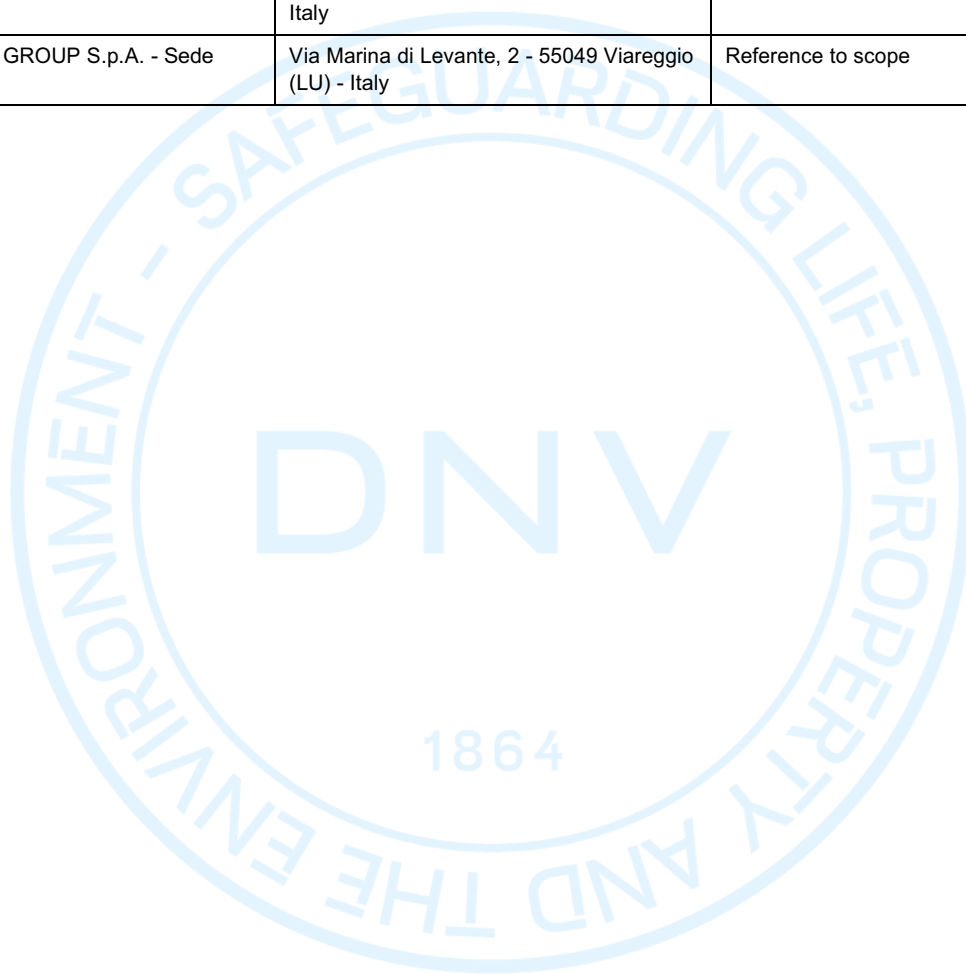 Italy
GROUP S.p.A. - Sede
Via Marina di Levante, 2 - 55049 Viareggio
(LU) - Italy
Reference to scope
SAFEGUARDING LIFE, PROPERTY AND THE ENVIRONMENT -
DNV
1864